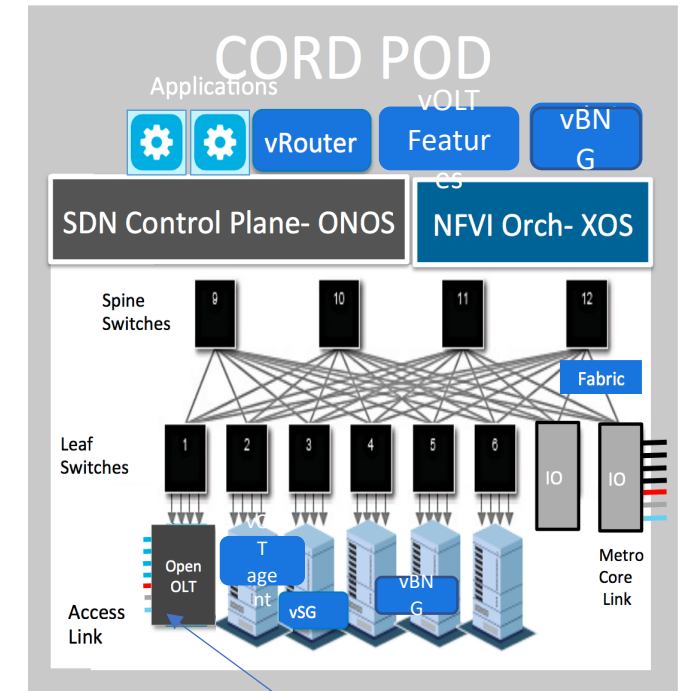 CORD POD
Applications
vRouter
vOLT
Featur
es
vBN
G
SDN Control Plane- ONOS
NFVI Orch- XOS
Spine
Switches
9
10
11
12
Fabric
Leaf
Switches
1
2
3
4
5
6
IO
IO
Open
OLT
T
age
nt
vSG
vBN
G
Metro
Core
Link
Access
Link